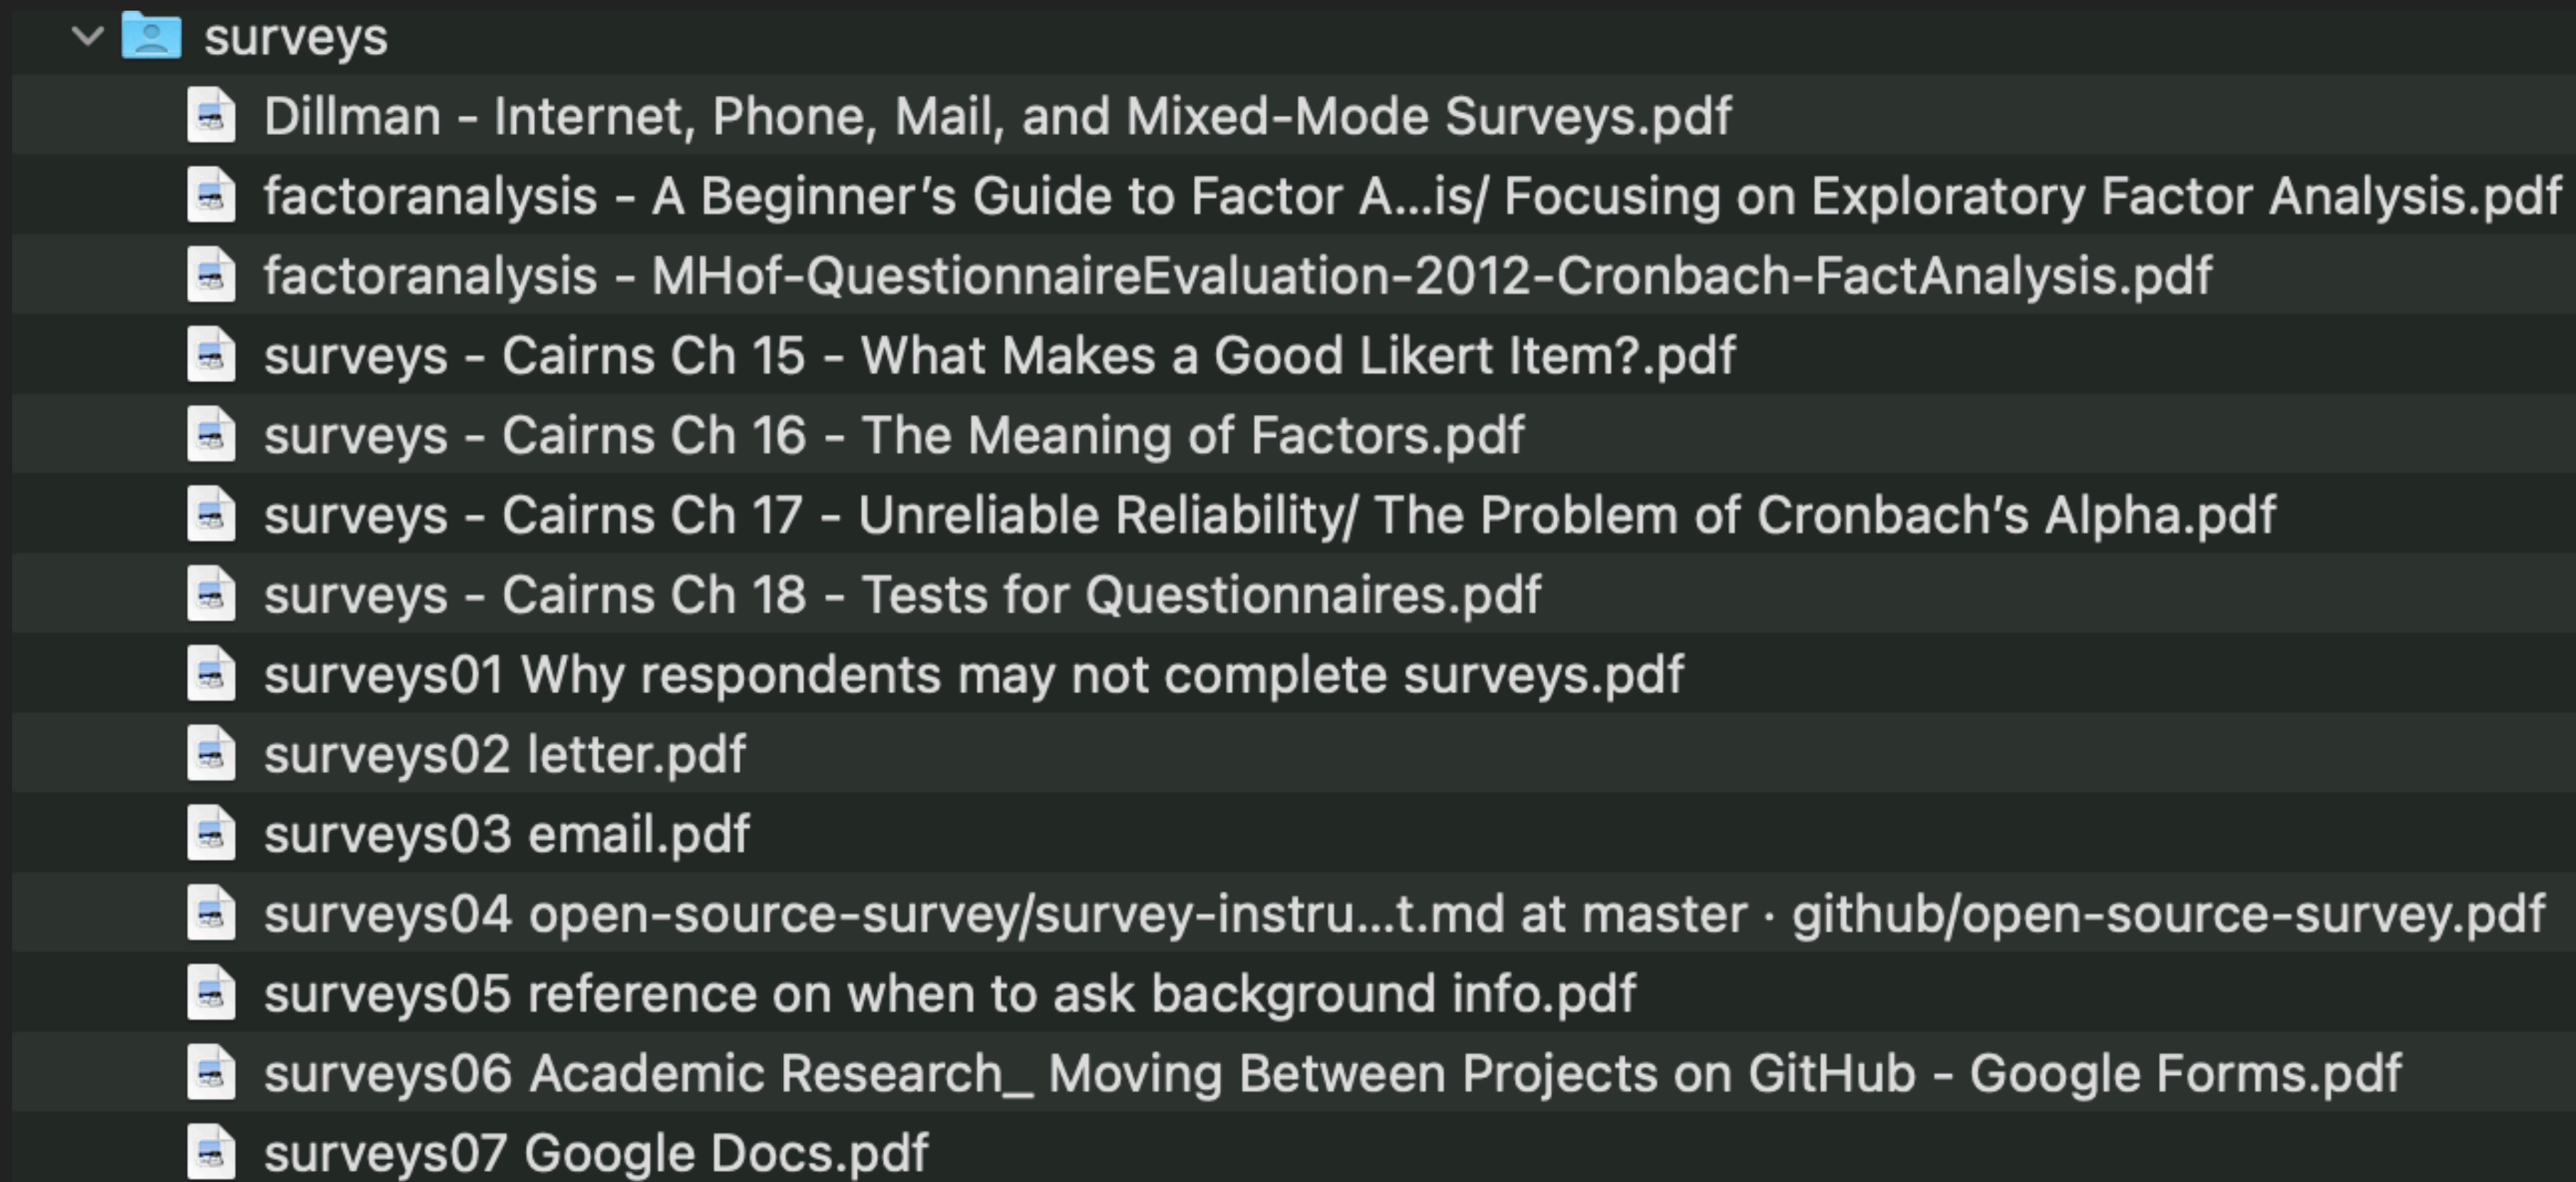 surveys
Dillman - Internet, Phone, Mail, and Mixed-Mode Surveys.pdf
factoranalysis - A Beginner’s Guide to Factor A...is/ Focusing on Exploratory Factor Analysis.pdf
factoranalysis - MHof-QuestionnaireEvaluation-2012-Cronbach-FactAnalysis.pdf
surveys - Cairns Ch 15 - What Makes a Good Likert Item?.pdf
surveys - Cairns Ch 16 - The Meaning of Factors.pdf
surveys - Cairns Ch 17 - Unreliable Reliability/ The Problem of Cronbach’s Alpha.pdf
surveys - Cairns Ch 18 - Tests for Questionnaires.pdf
surveys01 Why respondents may not complete surveys.pdf
surveys02 letter.pdf
surveys03 email.pdf
surveys04 open-source-survey/survey-instru...t.md at master · github/open-source-survey.pdf
surveys05 reference on when to ask background info.pdf
surveys06 Academic Research_ Moving Between Projects on GitHub - Google Forms.pdf
surveys07 Google Docs.pdf